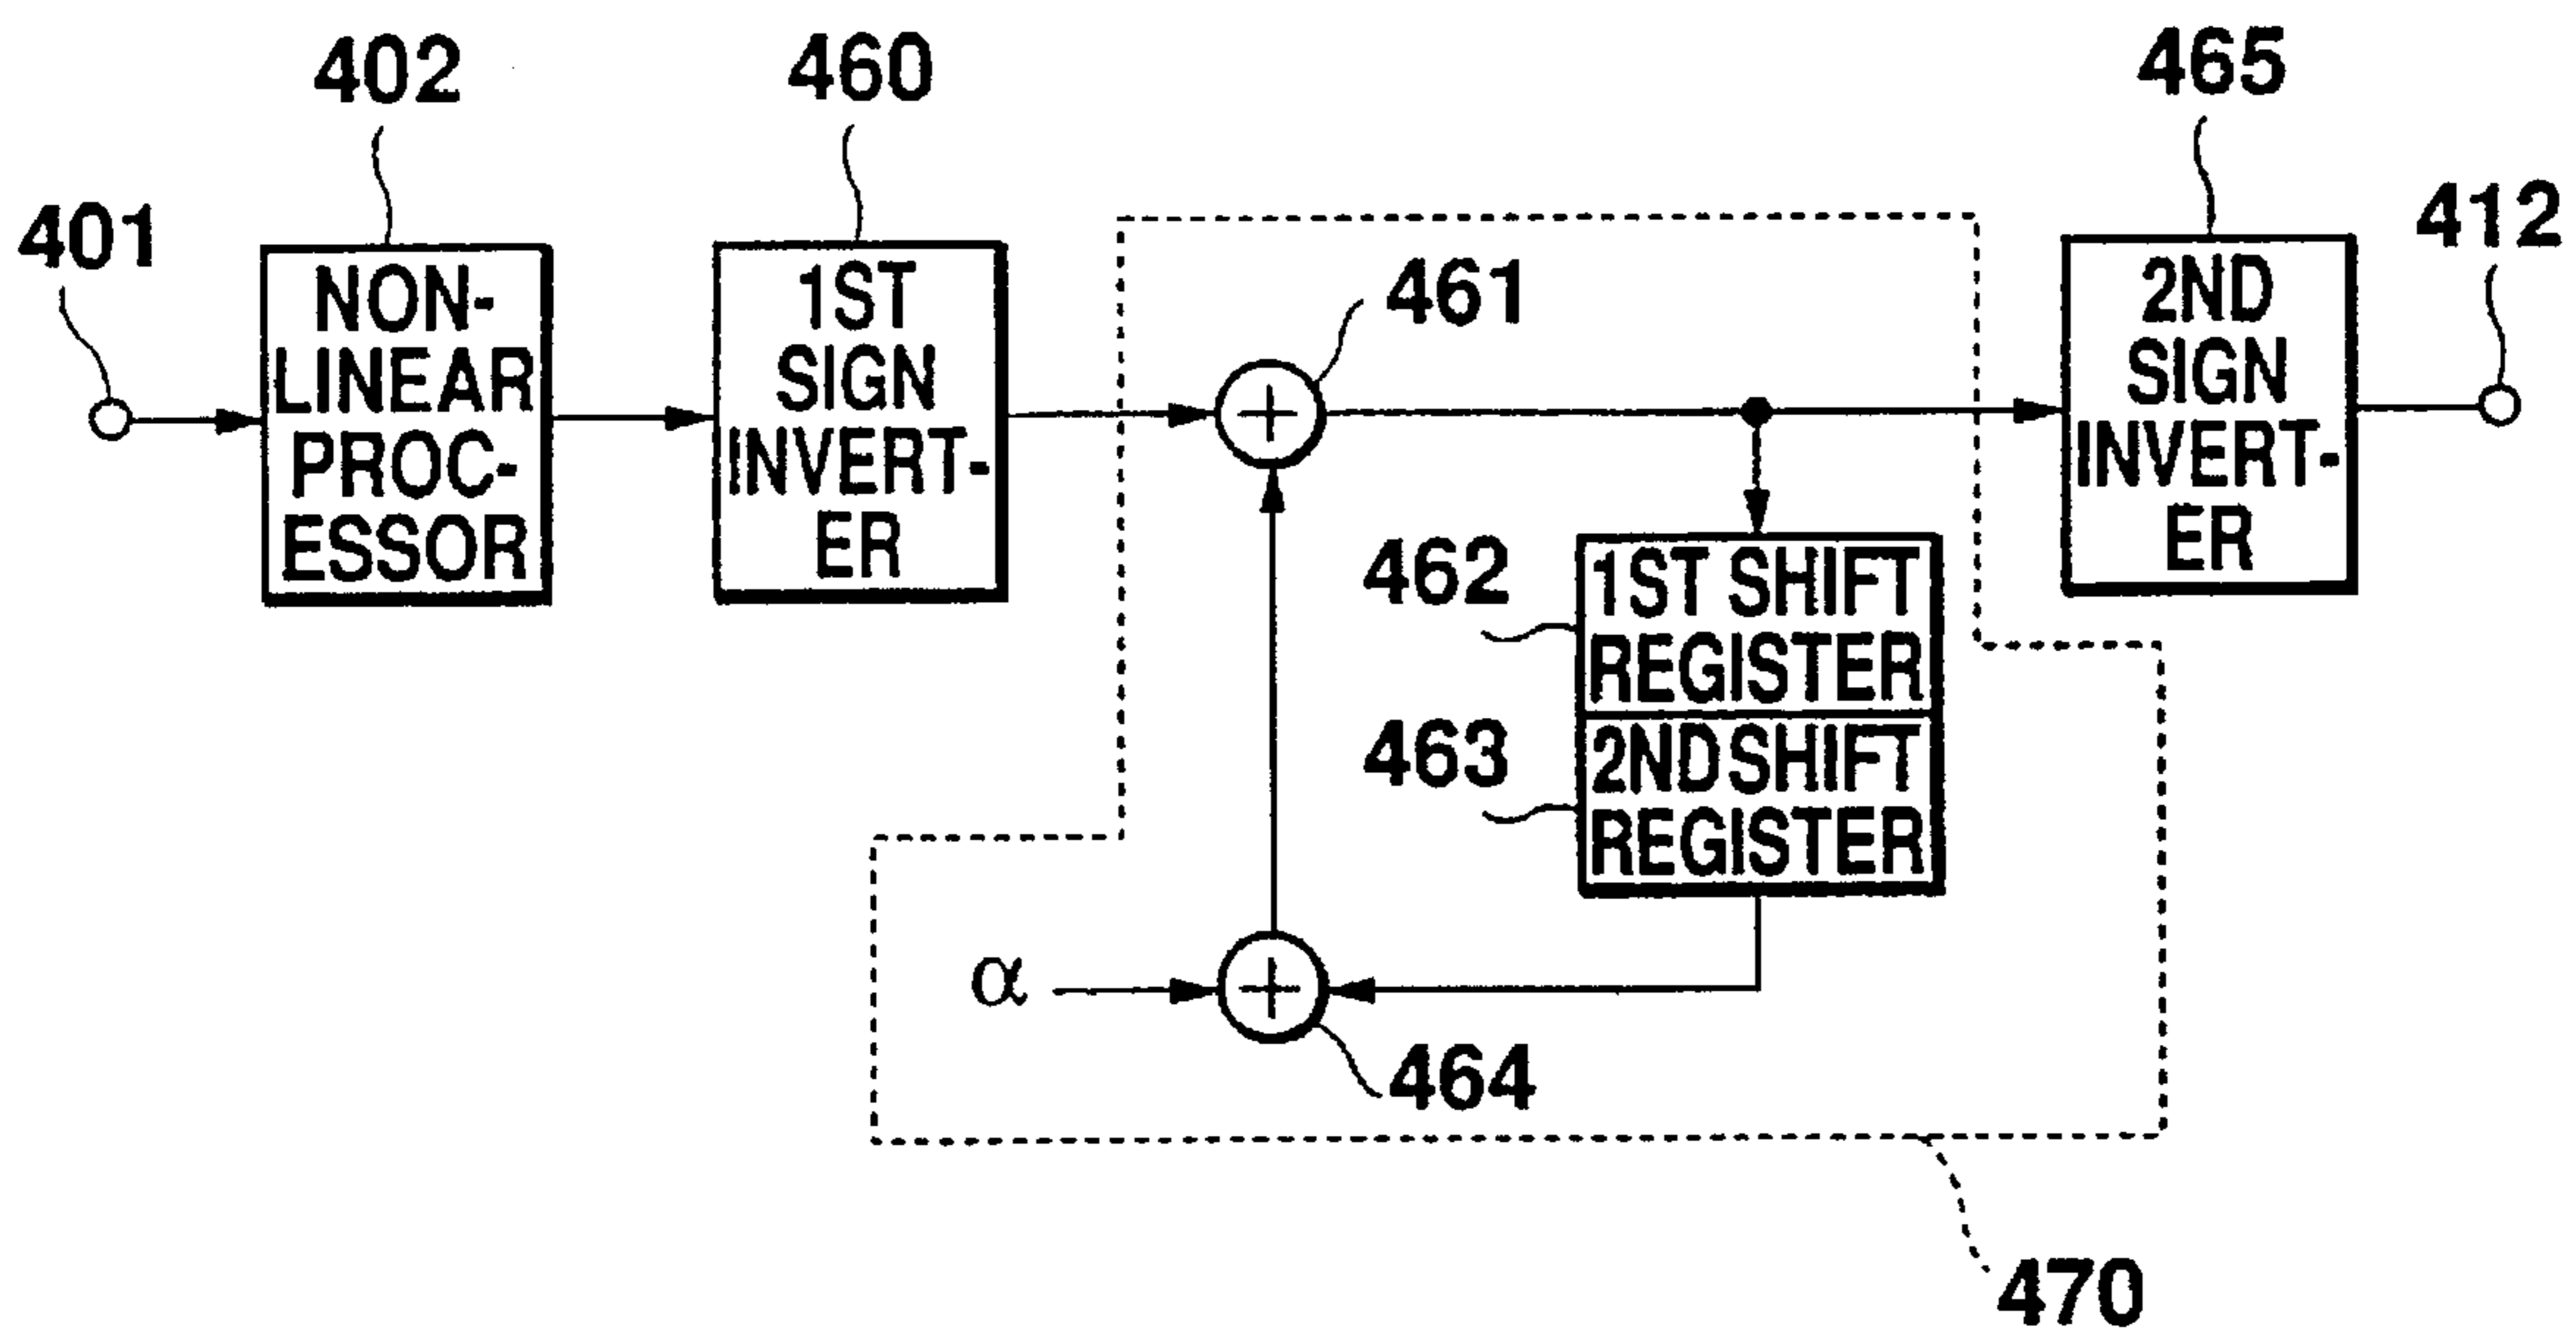 402
460
465
401
412
NON-
LINEAR
PROC-
ESSOR
1ST
SIGN
INVERT-
ER
461
2ND
SIGN
INVERT-
ER
462
1ST SHIFT
REGISTER
463
2ND SHIFT
REGISTER
α
464
470